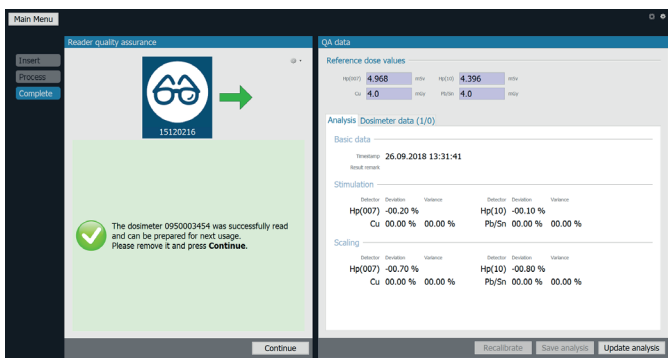 Main Menu
Insert
Process
Complete
Reader quality assurance
15120216
The dosimeter 0950003454 was successfully read
and can be prepared for next usage.
Please remove it and press Continue.
Continue
QA data
Reference dose values
Hp(007) 4.968 mSv Hp(10) 4.396 mSv
Cu 4.0 mGy Pb/Sn 4.0 mGy
Analysis Dosimeter data (1/0)
Basic data
Timestamp 26.09.2018 13:31:41
Result remark
Stimulation
Detector Deviation Variance Detector Deviation Variance
Hp(007) -00.20 % Hp(10) -00.10 %
Cu 00.00 % 00.00 % Pb/Sn 00.00 % 00.00 %
Scaling
Detector Deviation Variance Detector Deviation Variance
Hp(007) -00.70 % Hp(10) -00.80 %
Cu 00.00 % 00.00 % Pb/Sn 00.00 % 00.00 %
Recalibrate Save analysis Update analysis